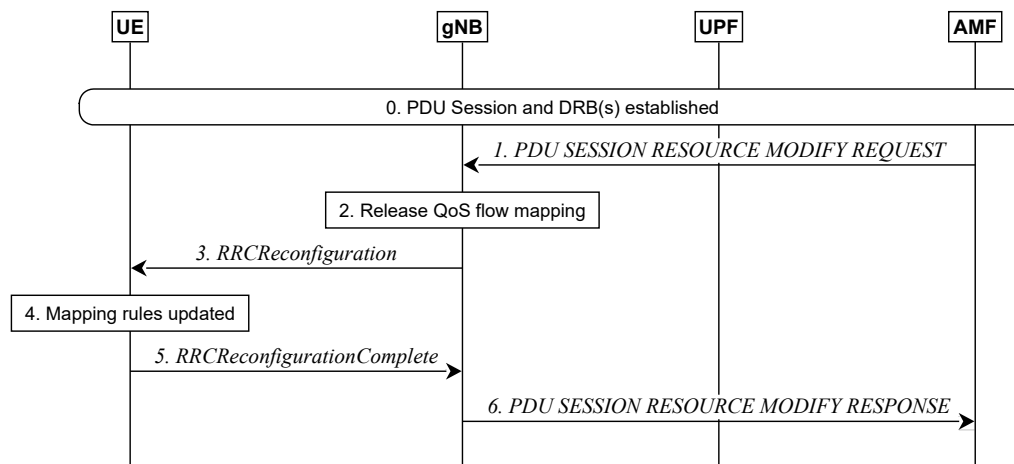 UE gNB UPF AMF
0. PDU Session and DRB(s) established
1. PDU SESSION RESOURCE MODIFY REQUEST
2. Release QoS flow mapping
3. RRCReconfiguration
4. Mapping rules updated
5. RRCReconfigurationComplete
6. PDU SESSION RESOURCE MODIFY RESPONSE